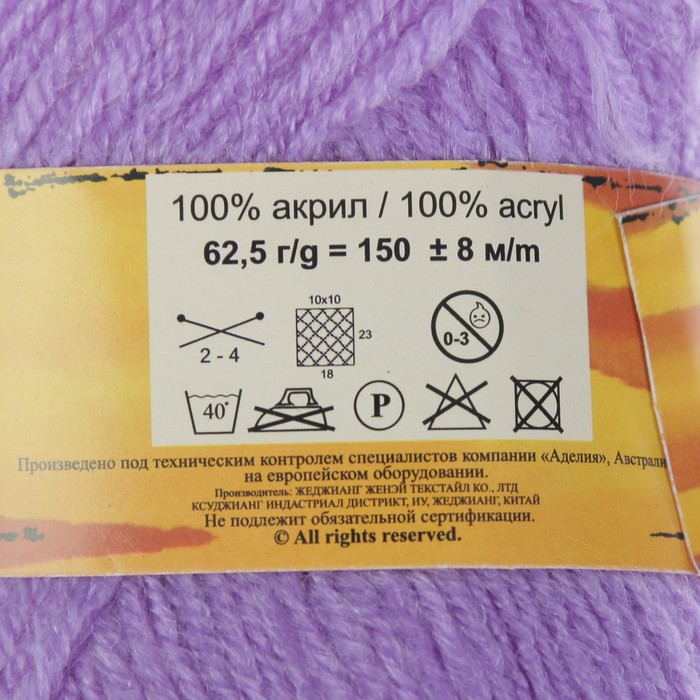 100% акрил / 100% acryl
62,5 г/g = 150 ± 8 м/m
10x10
23
18
2 - 4
0-3
40°
P
Произведено под техническим контролем специалистов компании «Аделия», Австрали
на европейском оборудовании.
Производитель: ЖЕДЖИАНГ ЖЕНЭЙ ТЕКСТАЙЛ КО., ЛТД
КСУДЖИАНГ ИНДАСТРИАЛ ДИСТРИКТ, ИУ, ЖЕДЖИАНГ, КИТАЙ
Не подлежит обязательной сертификации.
© All rights reserved.